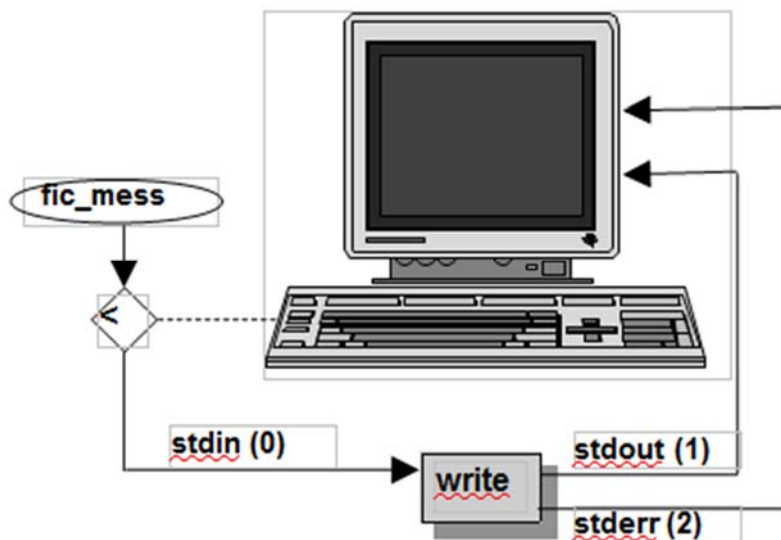 fic_mess
<
stdin (0)
stdout (1)
write
stderr (2)